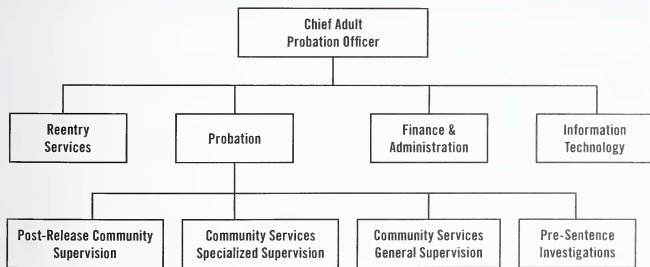 Chief Adult
Probation Officer
Reentry
Services
Probation
Finance &
Administration
Information
Technology
Post-Release Community
Supervision
Community Services
Specialized Supervision
Community Services
General Supervision
Pre-Sentence
Investigations